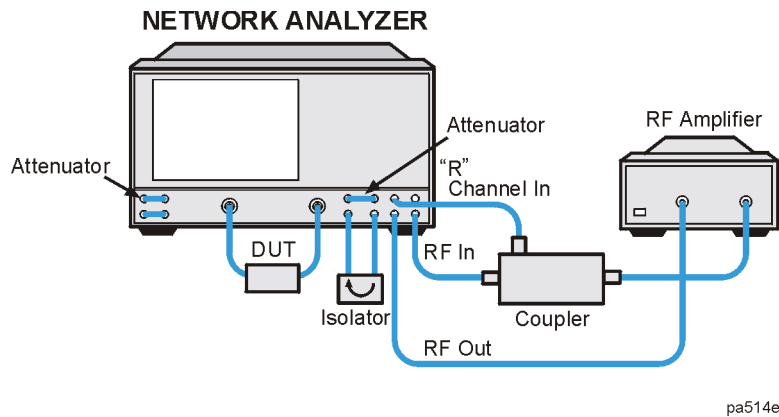 NETWORK ANALYZER
Attenuator
RF Amplifier
Attenuator
“R”
Channel In
DUT
RF In
Isolator
Coupler
RF Out
pa514e